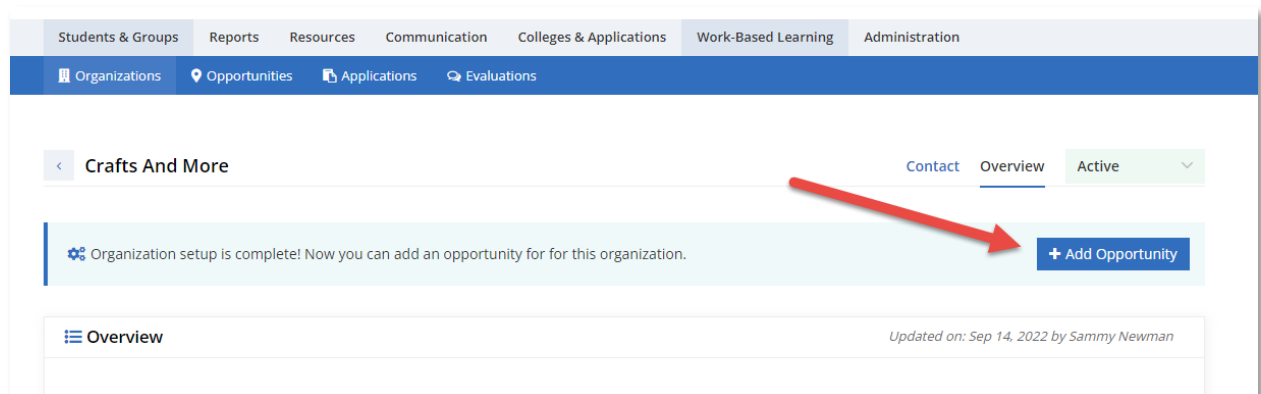 Students & Groups Reports Resources Communication Colleges & Applications Work-Based Learning Administration
Organizations Opportunities Applications Evaluations
Crafts And More Contact Overview Active
Organization setup is complete! Now you can add an opportunity for for this organization. + Add Opportunity
Overview Updated on: Sep 14, 2022 by Sammy Newman